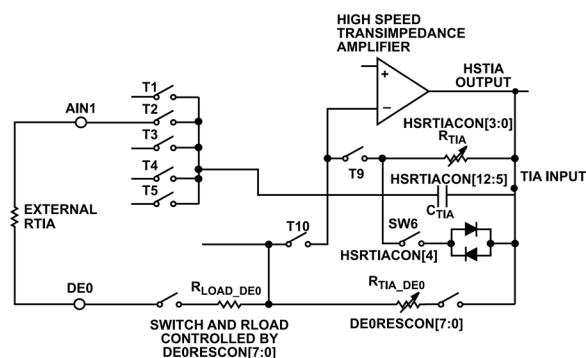 HIGH SPEED
TRANSIMPEDANCE
AMPLIFIER
HSTIA
OUTPUT
+
−
T1
AIN1
T2
T3
T4
T5
HSRTIACON[3:0]
RTIA
T9
HSRTIACON[12:5]
TIA INPUT
CTIA
EXTERNAL
RTIA
T10
SW6
HSRTIACON[4]
DE0
RLOAD_DE0
RTIA_DE0
SWITCH AND RLOAD
CONTROLLED BY
DE0RESCON[7:0]
DE0RESCON[7:0]